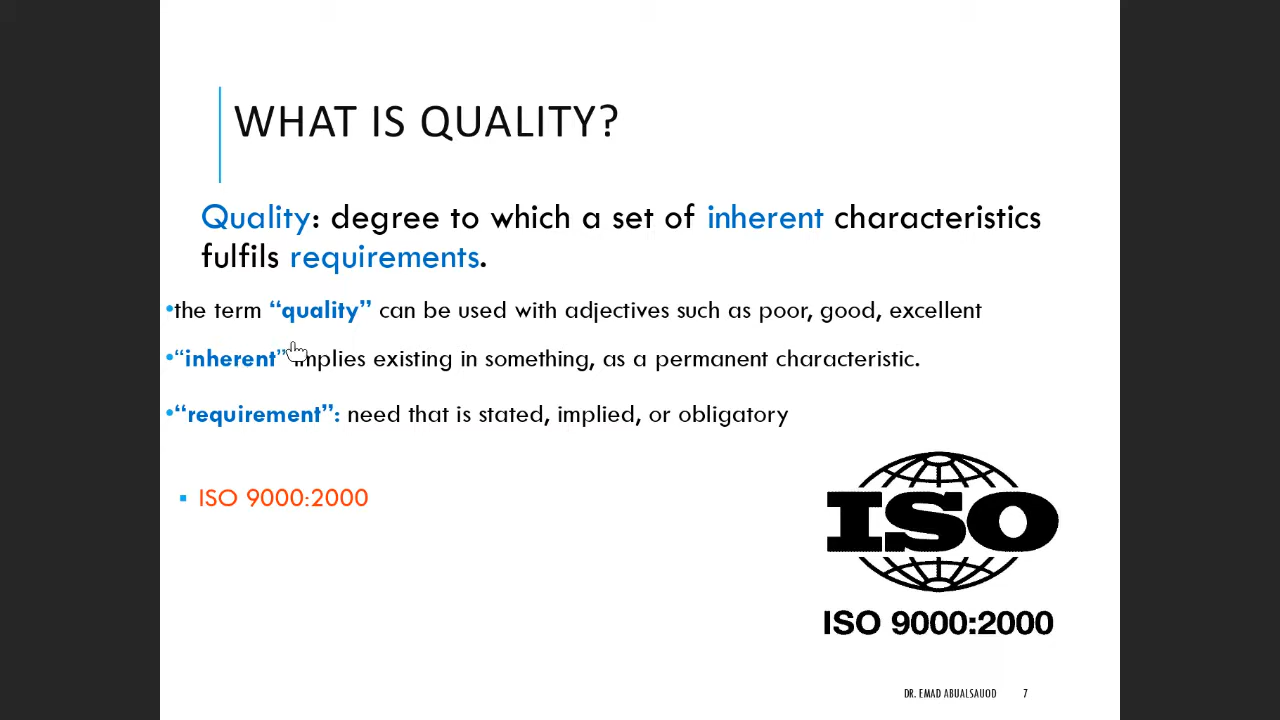 WHAT IS QUALITY?
Quality: degree to which a set of inherent characteristics
fulfils requirements.
•the term “quality” can be used with adjectives such as poor, good, excellent
•“inherent” implies existing in something, as a permanent characteristic.
•“requirement”: need that is stated, implied, or obligatory
▪ ISO 9000:2000
ISO
ISO 9000:2000
DR. EMAD ABUALSAUOD 7